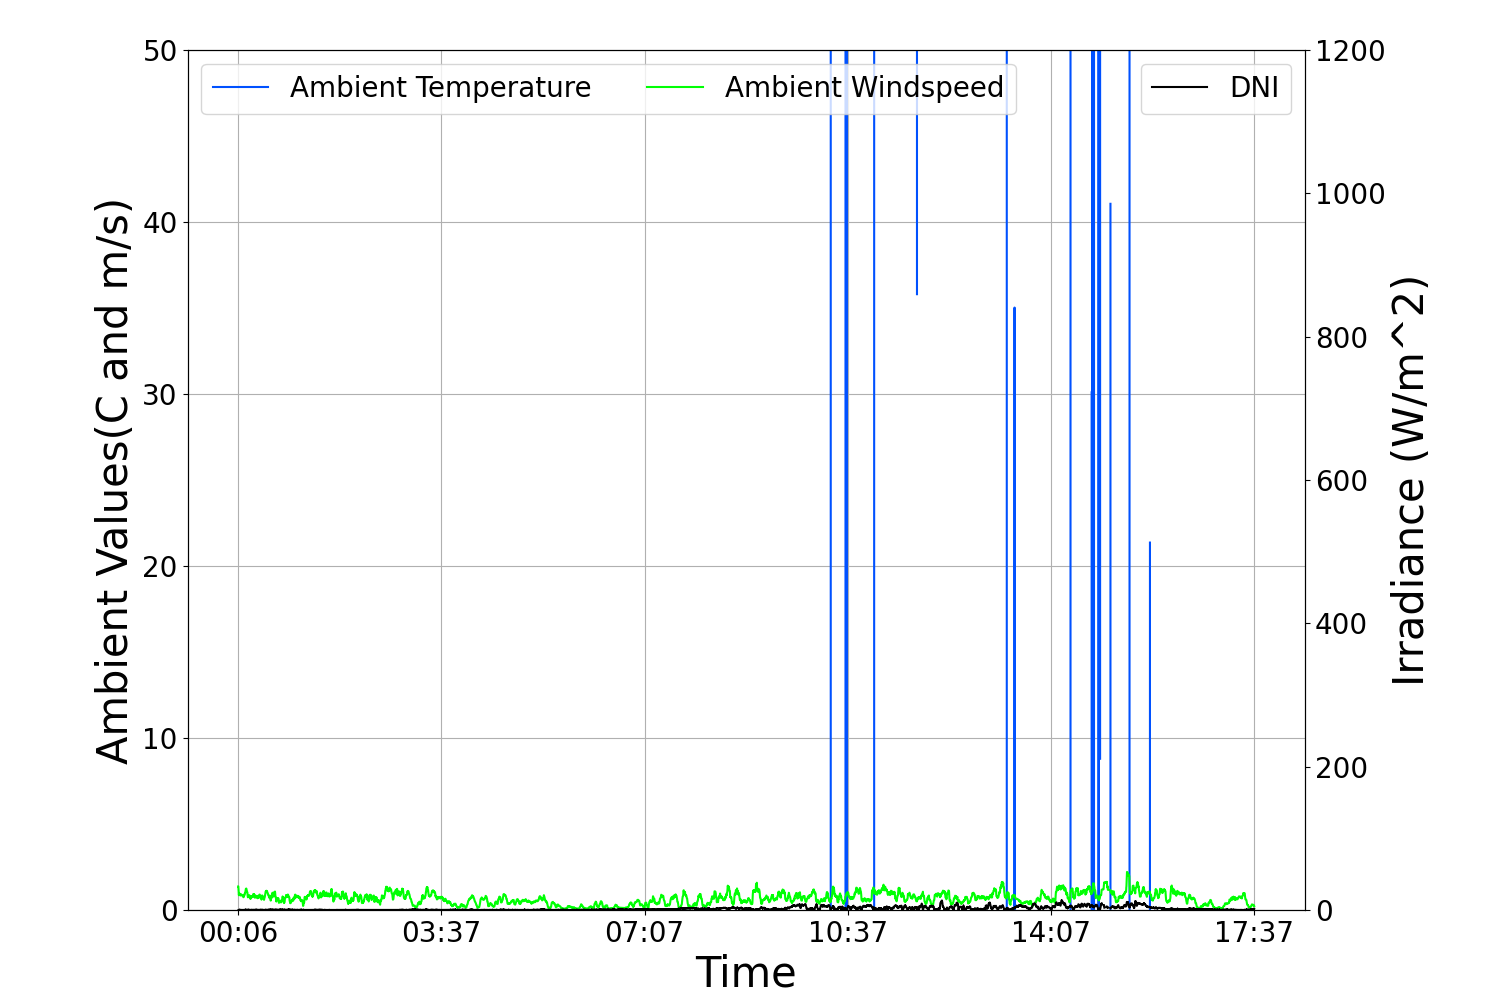 Ambient Temperature
Ambient Windspeed
DNI
50
40
30
20
10
0
Ambient Values(C and m/s)
1200
1000
800
600
400
200
0
Irradiance (W/m^2)
00:06 03:37 07:07 10:37 14:07 17:37
Time